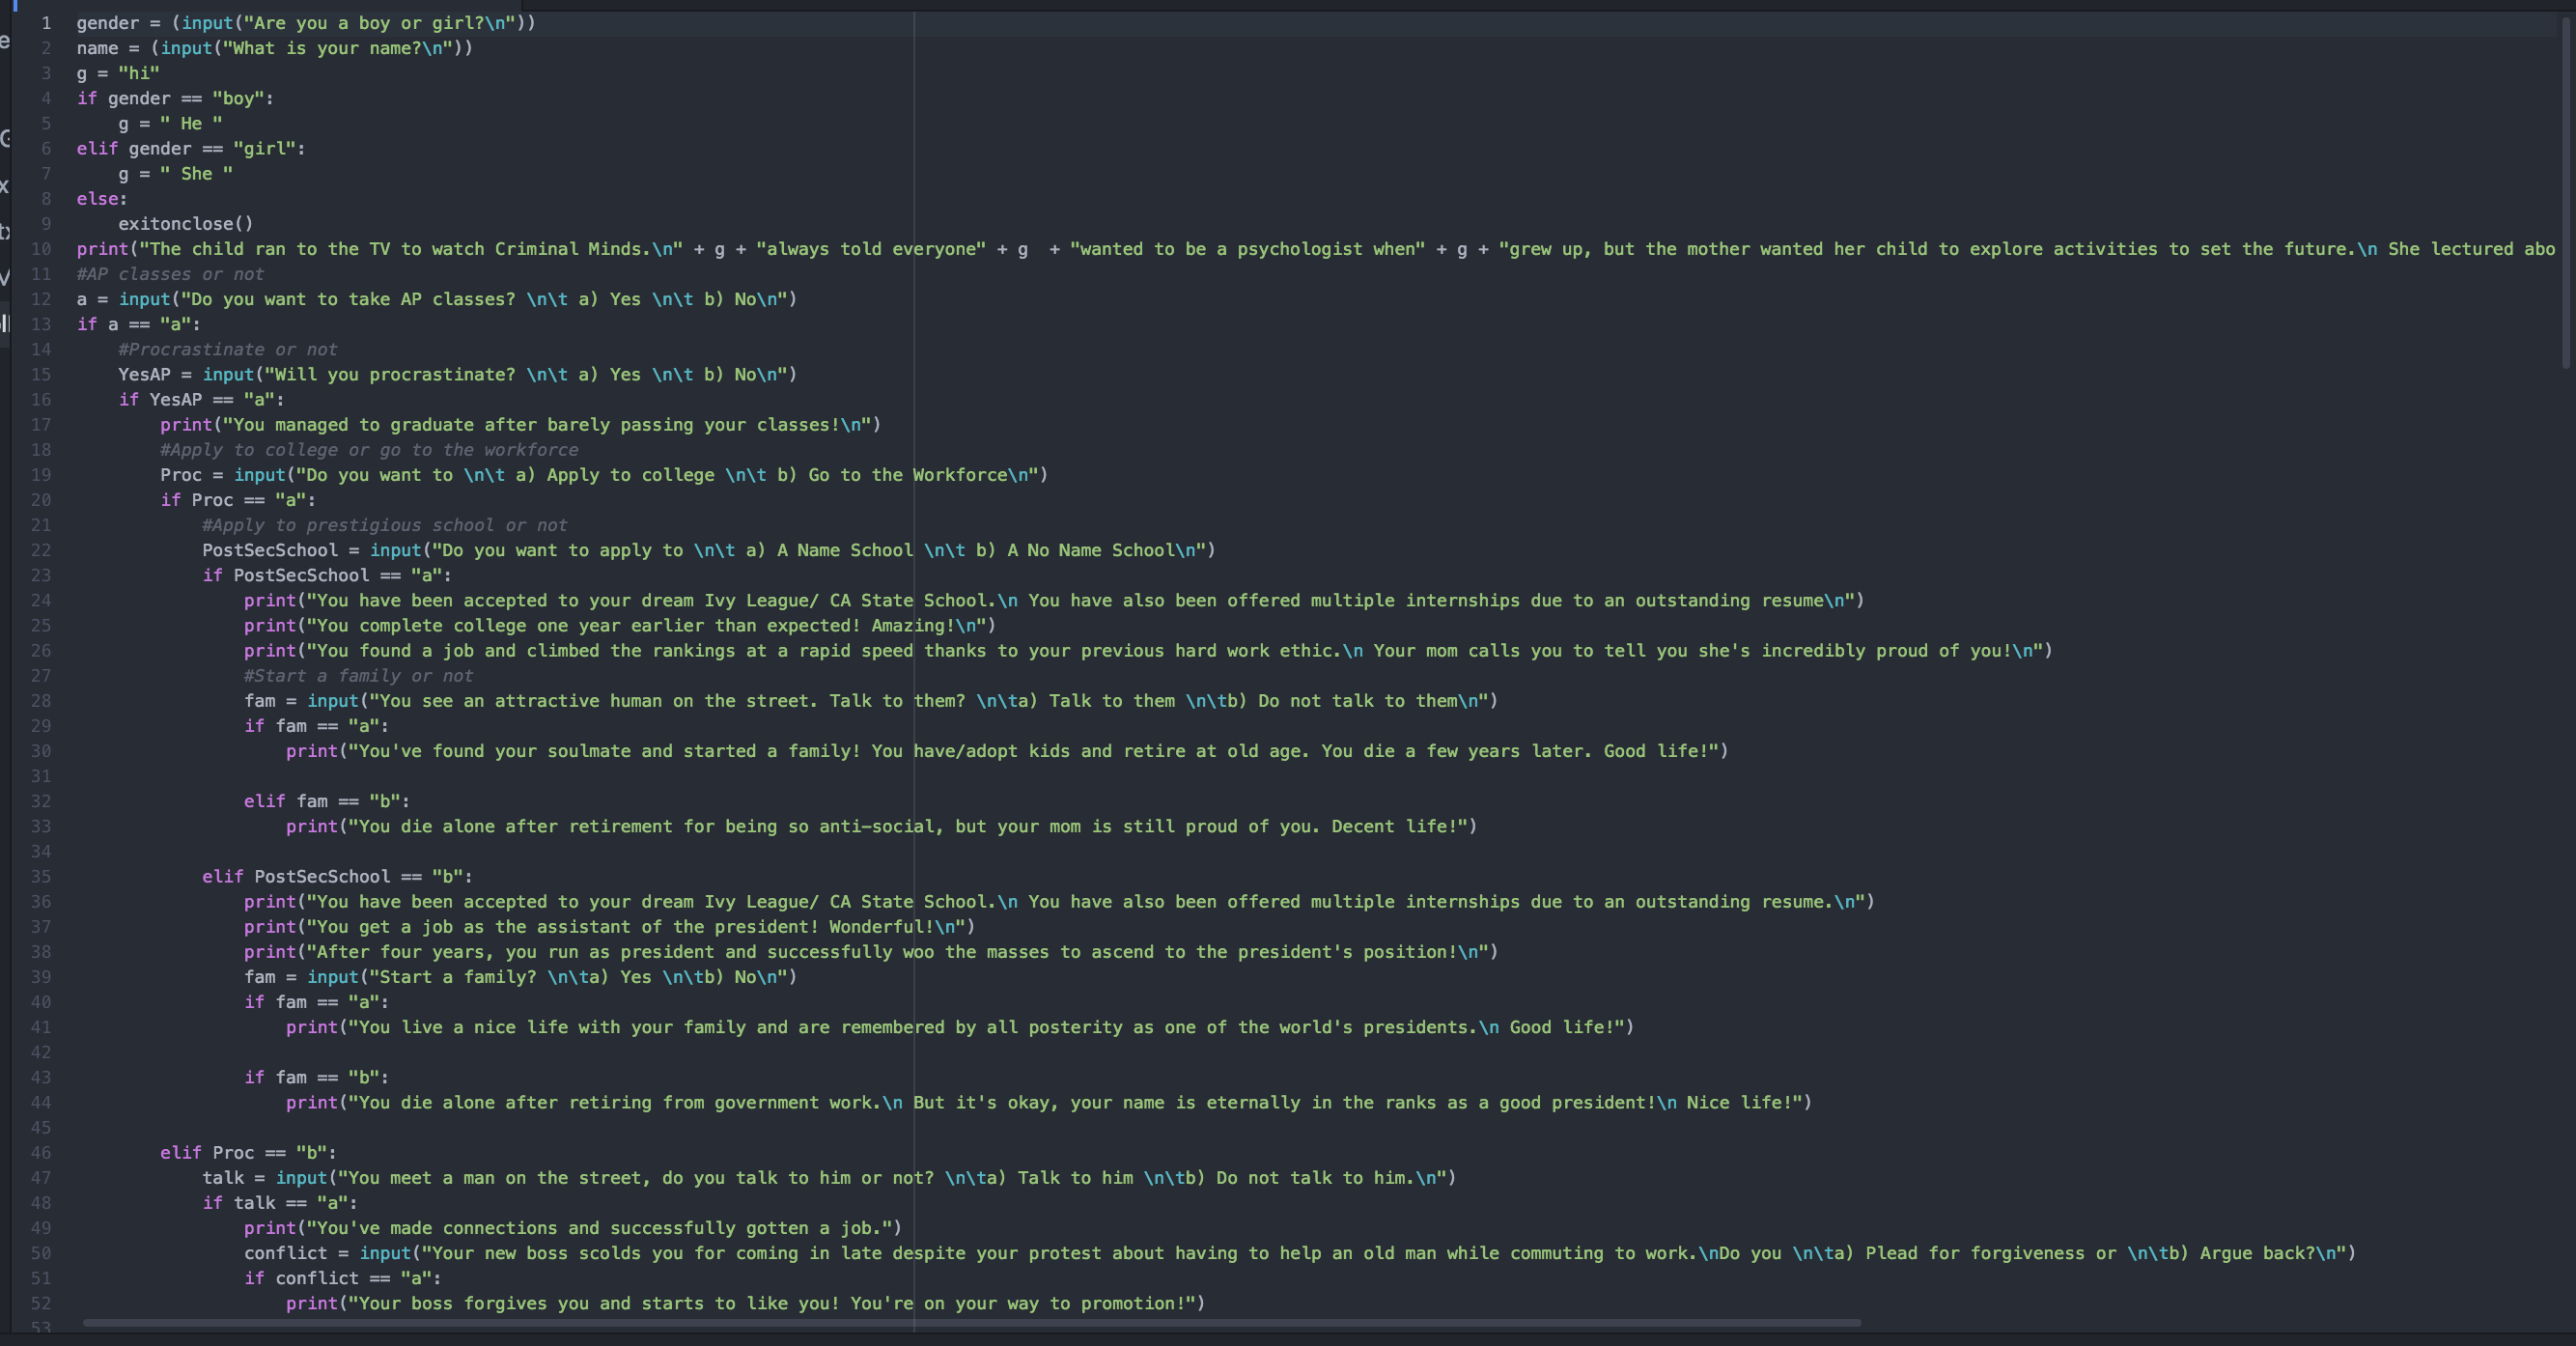 1 gender = (input("Are you a boy or girl?\n"))
2 name = (input("What is your name?\n"))
3 g = "hi"
4 if gender == "boy":
5     g = " He "
6 elif gender == "girl":
7     g = " She "
8 else:
9     exitonclose()
10 print("The child ran to the TV to watch Criminal Minds.\n" + g + "always told everyone" + g  + "wanted to be a psychologist when" + g + "grew up, but the mother wanted her child to explore activities to set the future.\n She lectured abo
11 #AP classes or not
12 a = input("Do you want to take AP classes? \n\t a) Yes \n\t b) No\n")
13 if a == "a":
14     #Procrastinate or not
15     YesAP = input("Will you procrastinate? \n\t a) Yes \n\t b) No\n")
16     if YesAP == "a":
17         print("You managed to graduate after barely passing your classes!\n")
18         #Apply to college or go to the workforce
19         Proc = input("Do you want to \n\t a) Apply to college \n\t b) Go to the Workforce\n")
20         if Proc == "a":
21             #Apply to prestigious school or not
22             PostSecSchool = input("Do you want to apply to \n\t a) A Name School \n\t b) A No Name School\n")
23             if PostSecSchool == "a":
24                 print("You have been accepted to your dream Ivy League/ CA State School.\n You have also been offered multiple internships due to an outstanding resume\n")
25                 print("You complete college one year earlier than expected! Amazing!\n")
26                 print("You found a job and climbed the rankings at a rapid speed thanks to your previous hard work ethic.\n Your mom calls you to tell you she's incredibly proud of you!\n")
27                 #Start a family or not
28                 fam = input("You see an attractive human on the street. Talk to them? \n\ta) Talk to them \n\tb) Do not talk to them\n")
29                 if fam == "a":
30                     print("You've found your soulmate and started a family! You have/adopt kids and retire at old age. You die a few years later. Good life!")
31
32                 elif fam == "b":
33                     print("You die alone after retirement for being so anti-social, but your mom is still proud of you. Decent life!")
34
35             elif PostSecSchool == "b":
36                 print("You have been accepted to your dream Ivy League/ CA State School.\n You have also been offered multiple internships due to an outstanding resume.\n")
37                 print("You get a job as the assistant of the president! Wonderful!\n")
38                 print("After four years, you run as president and successfully woo the masses to ascend to the president's position!\n")
39                 fam = input("Start a family? \n\ta) Yes \n\tb) No\n")
40                 if fam == "a":
41                     print("You live a nice life with your family and are remembered by all posterity as one of the world's presidents.\n Good life!")
42
43                 if fam == "b":
44                     print("You die alone after retiring from government work.\n But it's okay, your name is eternally in the ranks as a good president!\n Nice life!")
45
46         elif Proc == "b":
47             talk = input("You meet a man on the street, do you talk to him or not? \n\ta) Talk to him \n\tb) Do not talk to him.\n")
48             if talk == "a":
49                 print("You've made connections and successfully gotten a job.")
50                 conflict = input("Your new boss scolds you for coming in late despite your protest about having to help an old man while commuting to work.\nDo you \n\ta) Plead for forgiveness or \n\tb) Argue back?\n")
51                 if conflict == "a":
52                     print("Your boss forgives you and starts to like you! You're on your way to promotion!")
53